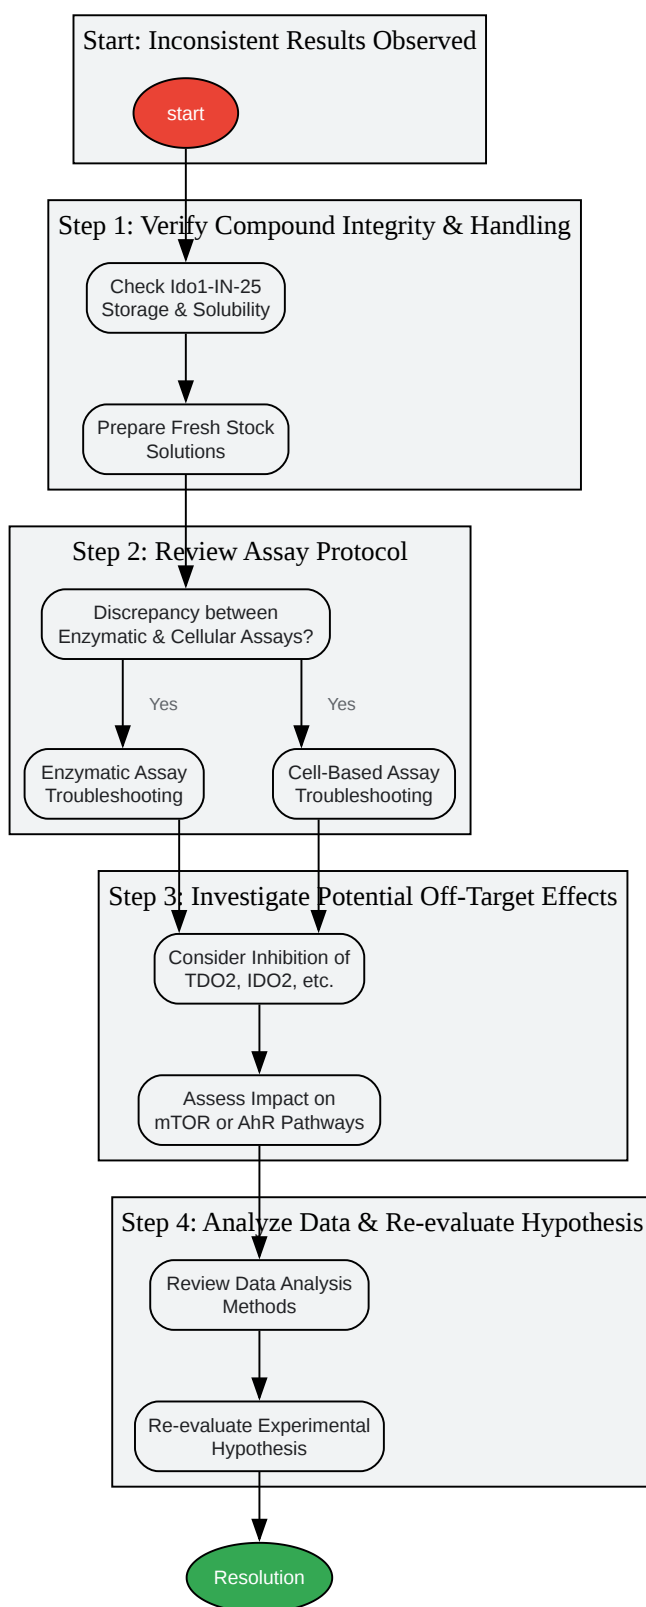 Start: Inconsistent Results Observed
start
Step 1: Verify Compound Integrity & Handling
Check Ido1-IN-25
Storage & Solubility
Prepare Fresh Stock
Solutions
Step 2: Review Assay Protocol
Discrepancy between
Enzymatic & Cellular Assays?
Yes
Yes
Enzymatic Assay
Troubleshooting
Cell-Based Assay
Troubleshooting
Step 3: Investigate Potential Off-Target Effects
Consider Inhibition of
TDO2, IDO2, etc.
Assess Impact on
mTOR or AhR Pathways
Step 4: Analyze Data & Re-evaluate Hypothesis
Review Data Analysis
Methods
Re-evaluate Experimental
Hypothesis
Resolution